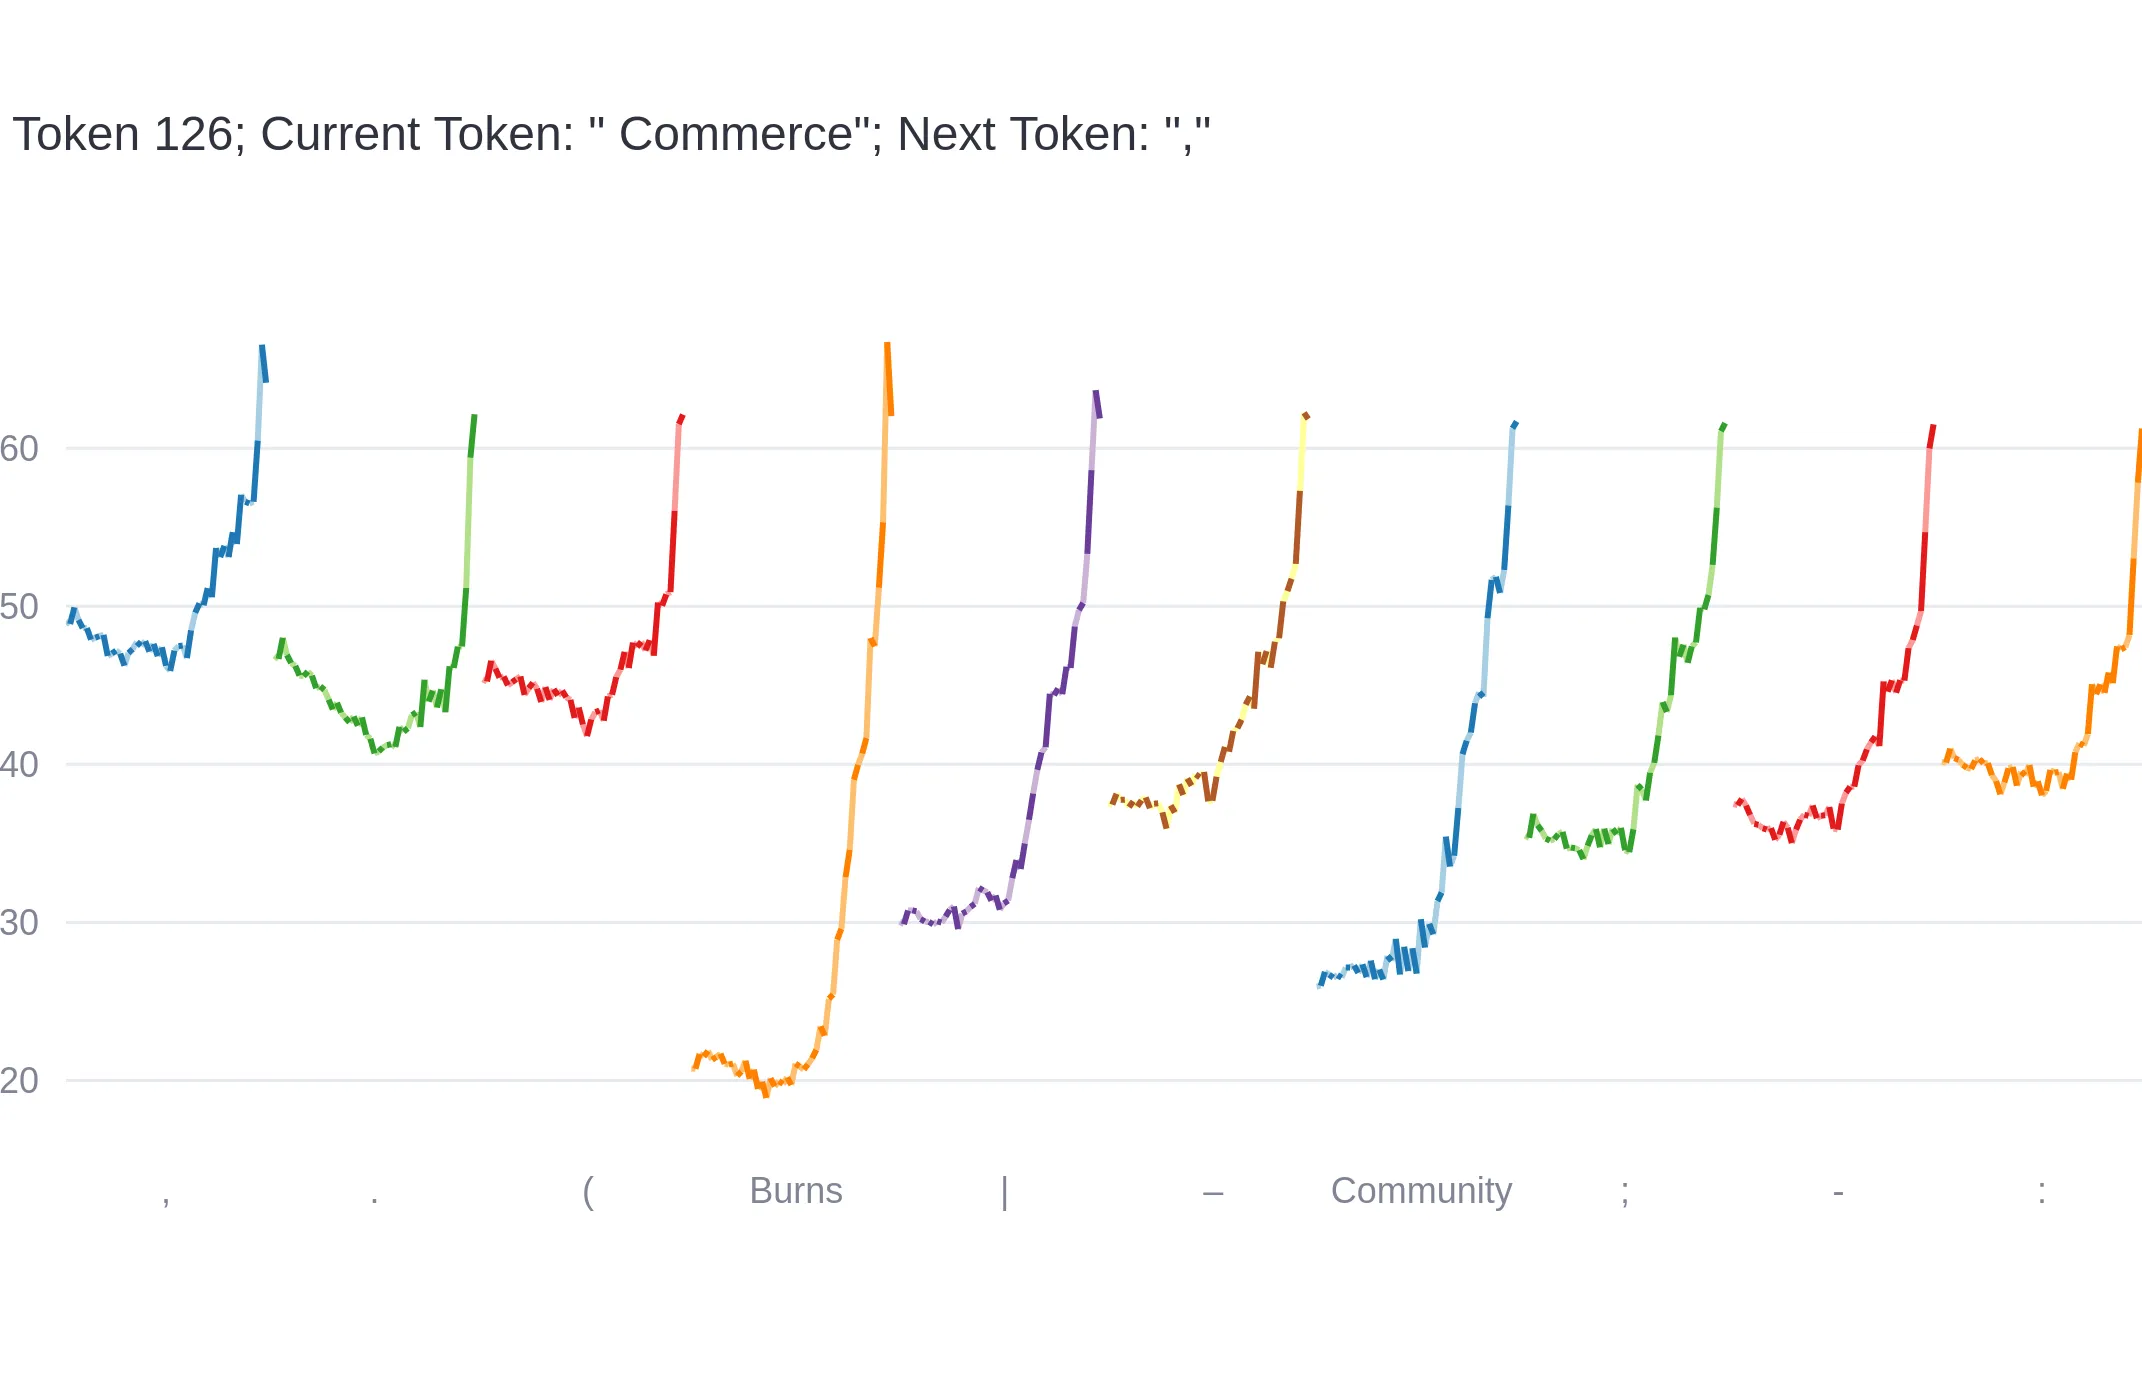 Token 126; Current Token: " Commerce"; Next Token: ","
60
50
40
30
20
, . ( Burns | – Community ; - :